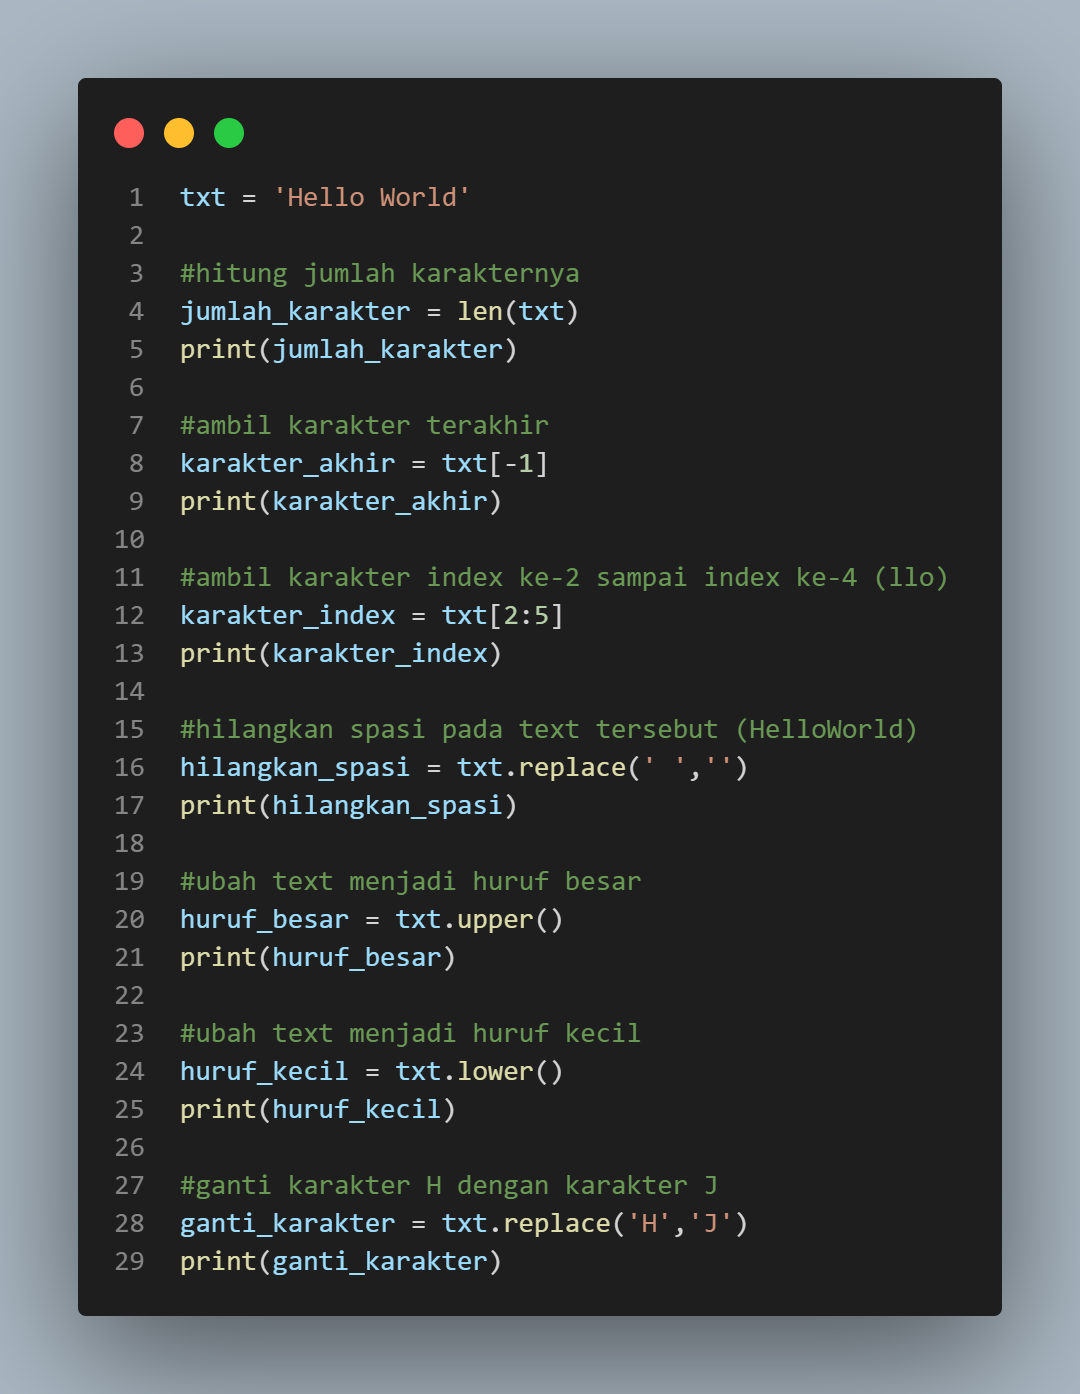 1 txt = 'Hello World'
2
3 #hitung jumlah karakternya
4 jumlah_karakter = len(txt)
5 print(jumlah_karakter)
6
7 #ambil karakter terakhir
8 karakter_akhir = txt[-1]
9 print(karakter_akhir)
10
11 #ambil karakter index ke-2 sampai index ke-4 (llo)
12 karakter_index = txt[2:5]
13 print(karakter_index)
14
15 #hilangkan spasi pada text tersebut (HelloWorld)
16 hilangkan_spasi = txt.replace(' ','')
17 print(hilangkan_spasi)
18
19 #ubah text menjadi huruf besar
20 huruf_besar = txt.upper()
21 print(huruf_besar)
22
23 #ubah text menjadi huruf kecil
24 huruf_kecil = txt.lower()
25 print(huruf_kecil)
26
27 #ganti karakter H dengan karakter J
28 ganti_karakter = txt.replace('H','J')
29 print(ganti_karakter)